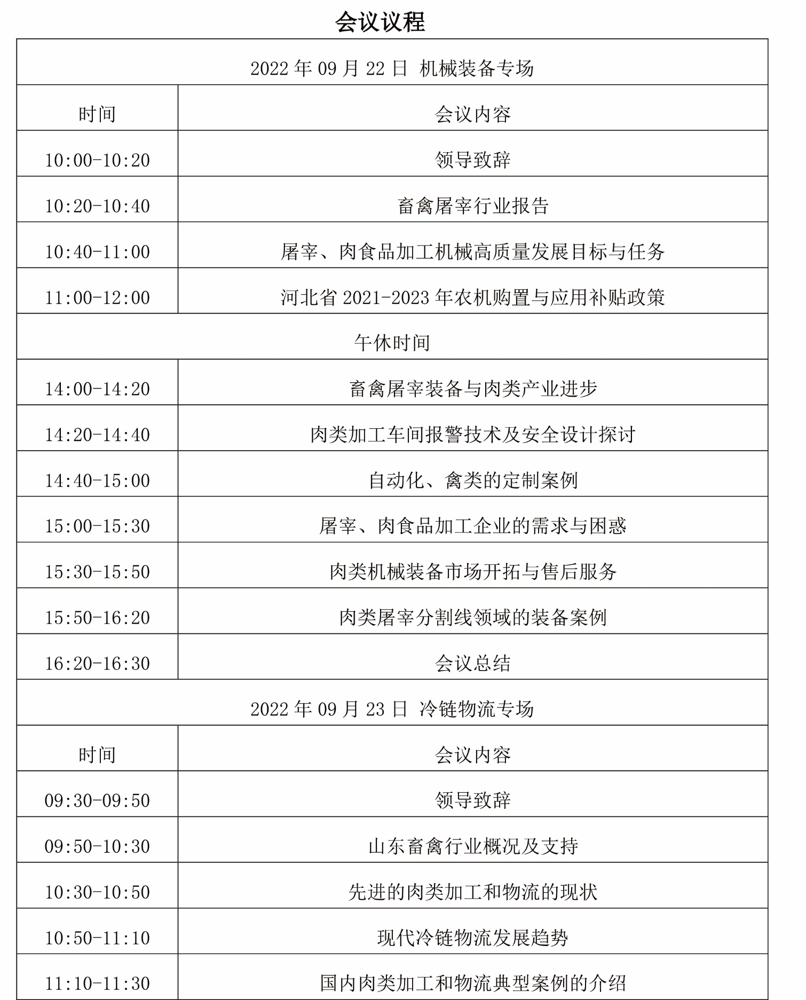 会议议程
2022 年 09 月 22 日 机械装备专场
时间 会议内容
10:00-10:20 领导致辞
10:20-10:40 畜禽屠宰行业报告
10:40-11:00 屠宰、肉食品加工机械高质量发展目标与任务
11:00-12:00 河北省 2021-2023 年农机购置与应用补贴政策
午休时间
14:00-14:20 畜禽屠宰装备与肉类产业进步
14:20-14:40 肉类加工车间报警技术及安全设计探讨
14:40-15:00 自动化、禽类的定制案例
15:00-15:30 屠宰、肉食品加工企业的需求与困惑
15:30-15:50 肉类机械装备市场开拓与售后服务
15:50-16:20 肉类屠宰分割线领域的装备案例
16:20-16:30 会议总结
2022 年 09 月 23 日 冷链物流专场
时间 会议内容
09:30-09:50 领导致辞
09:50-10:30 山东畜禽行业概况及支持
10:30-10:50 先进的肉类加工和物流的现状
10:50-11:10 现代冷链物流发展趋势
11:10-11:30 国内肉类加工和物流典型案例的介绍